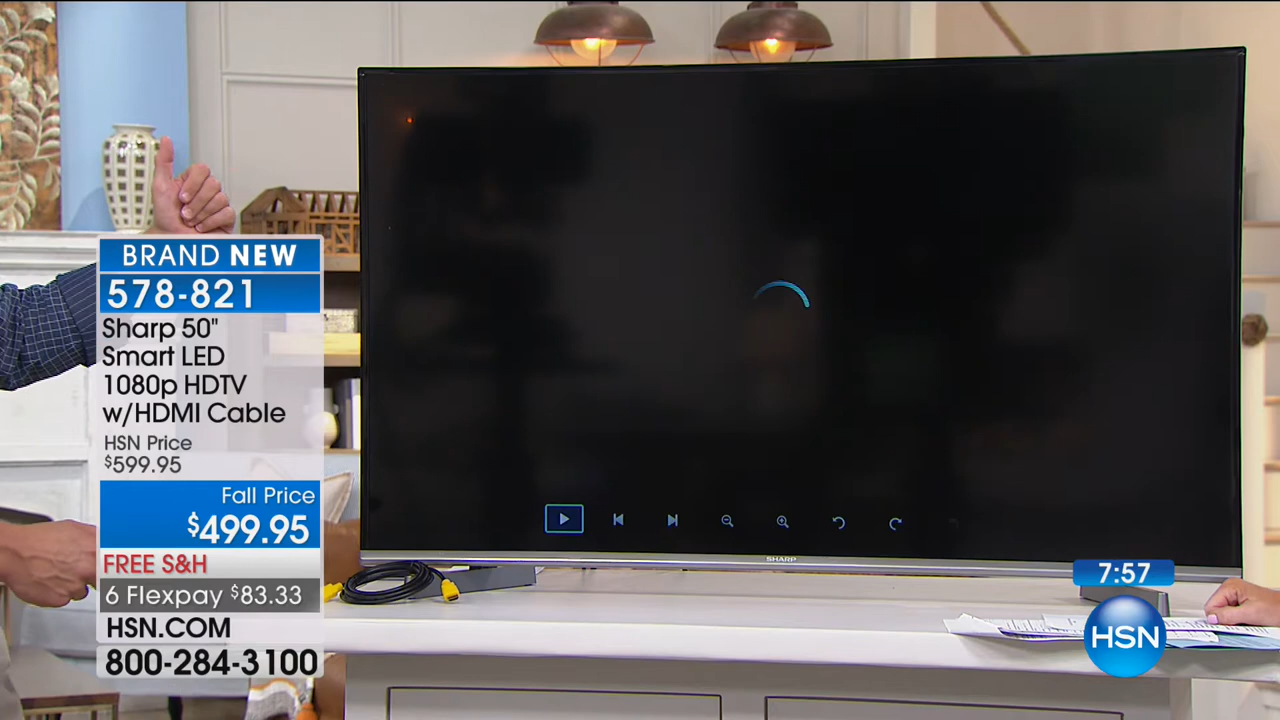 BRAND NEW
578-821
Sharp 50"
Smart LED
1080p HDTV
w/HDMI Cable
HSN Price
$599.95
Fall Price
$499.95
FREE S&H
6 Flexpay $83.33
HSN.COM
800-284-3100
SHARP
7:57
HSN